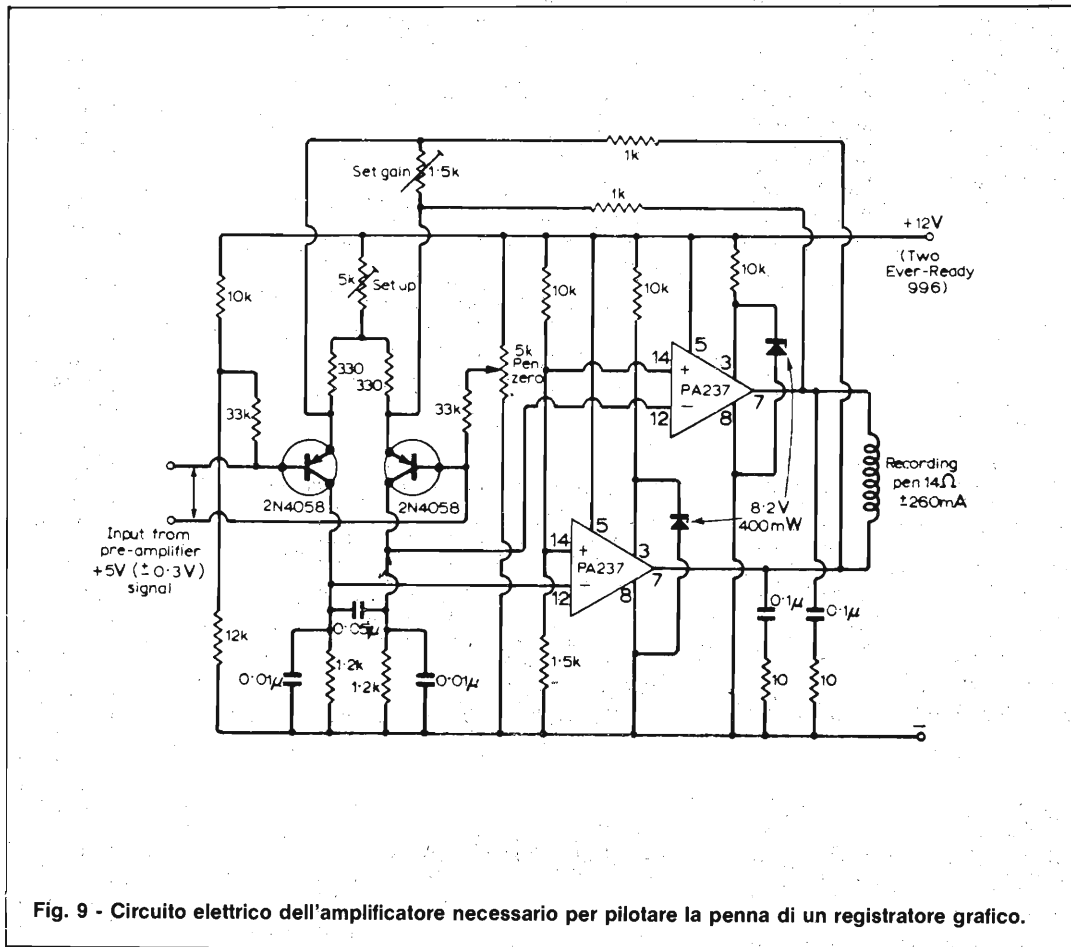 1k
Set gain
1.5k
1k
+12V
(Two
Ever-Ready
996)
10k
5k
Set up
10k
10k
10k
330
330
5k
Pen
zero
33k
33k
14
+
PA237
−
12
5
3
8
7
2N4058
2N4058
Input from
pre-amplifier
+5V (±0.3V)
signal
8.2V
400mW
Recording
pen 14Ω
±260mA
14
+
PA237
−
12
5
3
8
7
0.05µ
0.1µ
0.1µ
12k
0.01µ
1.2k
1.2k
0.01µ
1.5k
10
10
−
Fig. 9 - Circuito elettrico dell'amplificatore necessario per pilotare la penna di un registratore grafico.